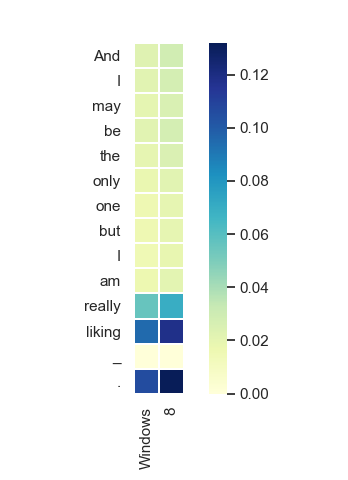 And
I
may
be
the
only
one
but
I
am
really
liking
_
.
Windows
8
0.12
0.10
0.08
0.06
0.04
0.02
0.00